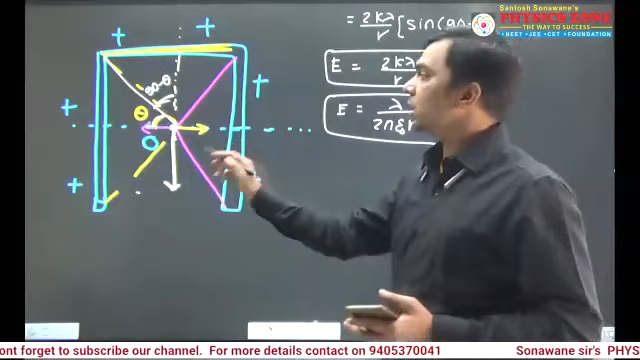 Santosh Sonawane's
PHYSICS ZONE
THE WAY TO SUCCESS
• NEET • JEE • CET • FOUNDATION
+ +
= 2kλ/r [sin(90-
+ +
90-θ
E = 2kλ/r
θ
E = λ/2πε₀r
+
ont forget to subscribe our channel. For more details contact on 9405370041 Sonawane sir's PHYS